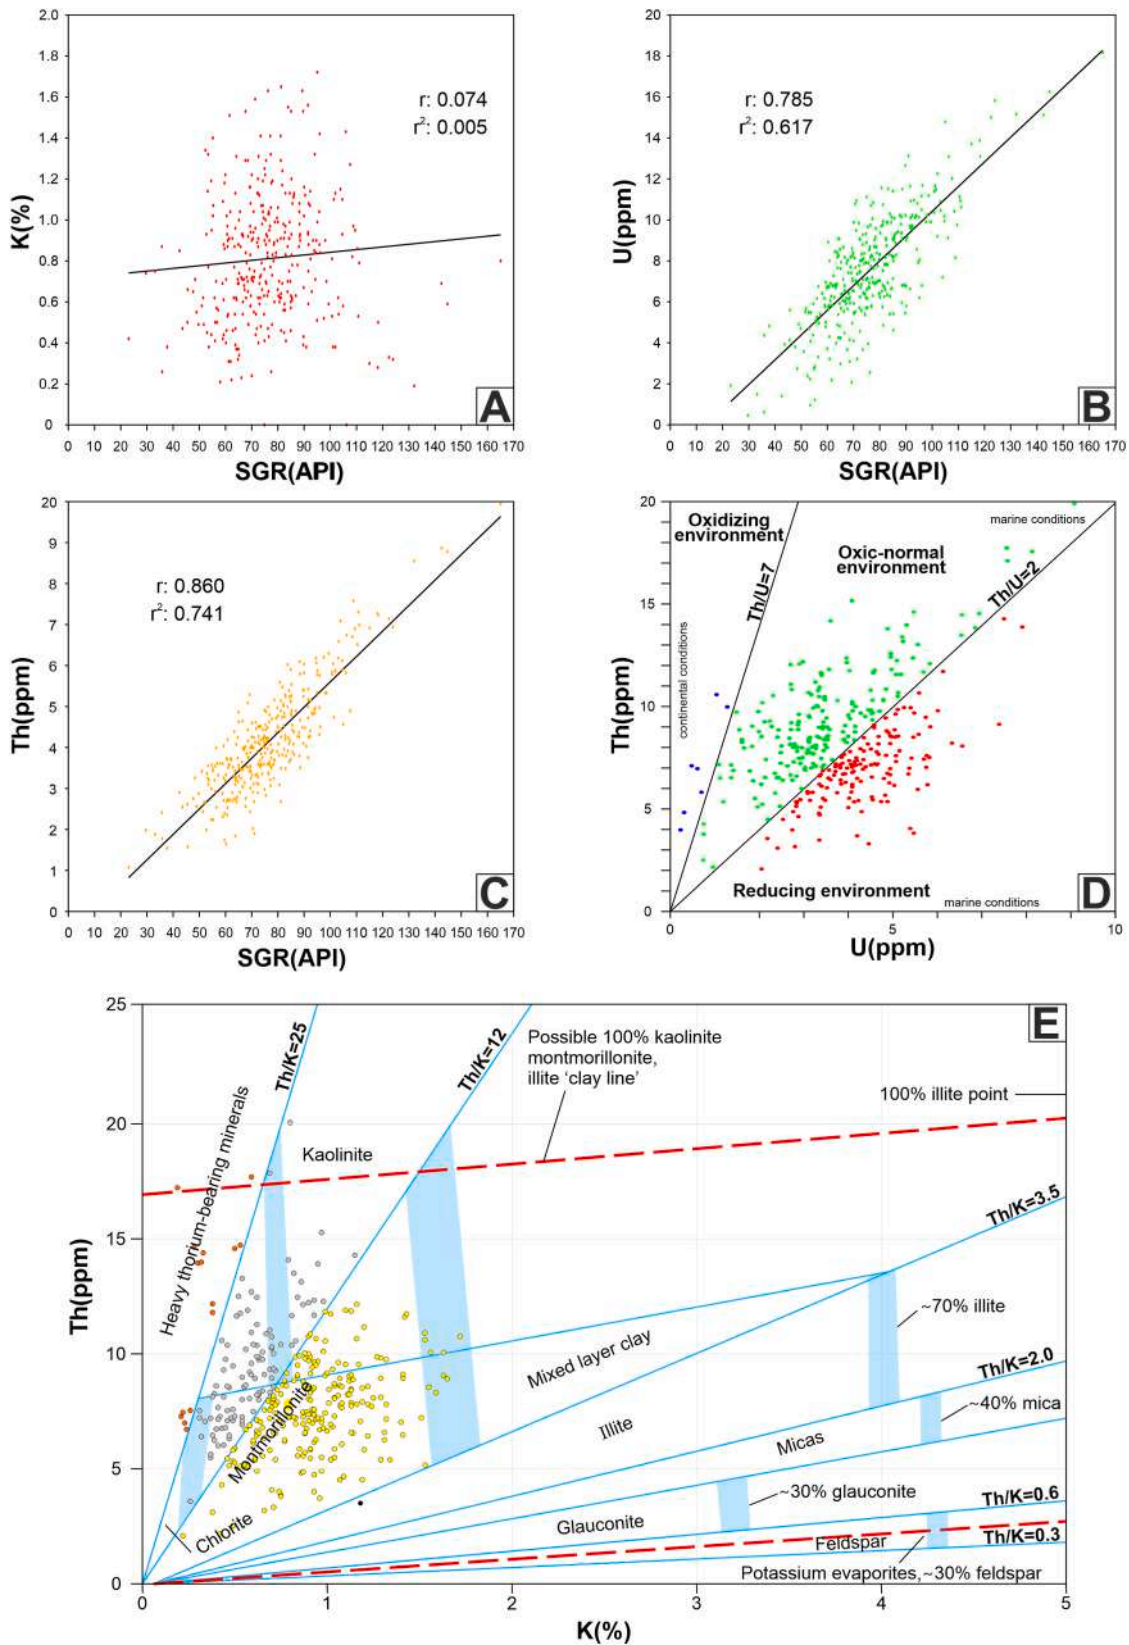 2.0
1.8
1.6
1.4
1.2
1.0
0.8
0.6
0.4
0.2
0
K(%)
r: 0.074
r²: 0.005
A
0 10 20 30 40 50 60 70 80 90 100 110 120 130 140 150 160 170
SGR(API)
20
18
16
14
12
10
8
6
4
2
0
U(ppm)
r: 0.785
r²: 0.617
B
0 10 20 30 40 50 60 70 80 90 100 110 120 130 140 150 160 170
SGR(API)
20
9
8
7
6
5
4
3
2
1
0
Th(ppm)
r: 0.860
r²: 0.741
C
0 10 20 30 40 50 60 70 80 90 100 110 120 130 140 150 160 170
SGR(API)
20
15
10
5
0
Th(ppm)
Oxidizing
environment
Th/U=7
continental conditions
Oxic-normal
environment
marine conditions
Th/U=2
Reducing environment
marine conditions
D
0 5 10
U(ppm)
25
20
15
10
5
0
Th(ppm)
E
Th/K=25
Th/K=12
Possible 100% kaolinite
montmorillonite,
illite ‘clay line’
100% illite point
Heavy thorium-bearing minerals
Kaolinite
Th/K=3.5
~70% illite
Mixed layer clay
Th/K=2.0
Montmorillonite
Illite
~40% mica
Micas
~30% glauconite
Th/K=0.6
Chlorite
Glauconite
Feldspar
Th/K=0.3
Potassium evaporites,~30% feldspar
0 1 2 3 4 5
K(%)